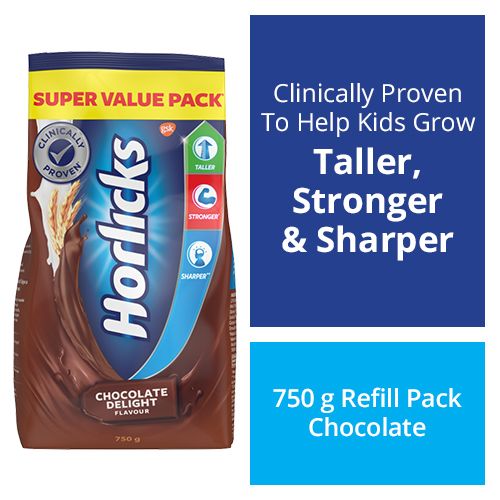 SUPER VALUE PACK*
CLINICALLY
PROVEN
gsk
TALLER
STRONGER
SHARPER
Horlicks
CHOCOLATE
DELIGHT
FLAVOUR
750 g
Clinically Proven
To Help Kids Grow
Taller,
Stronger
& Sharper
750 g Refill Pack
Chocolate